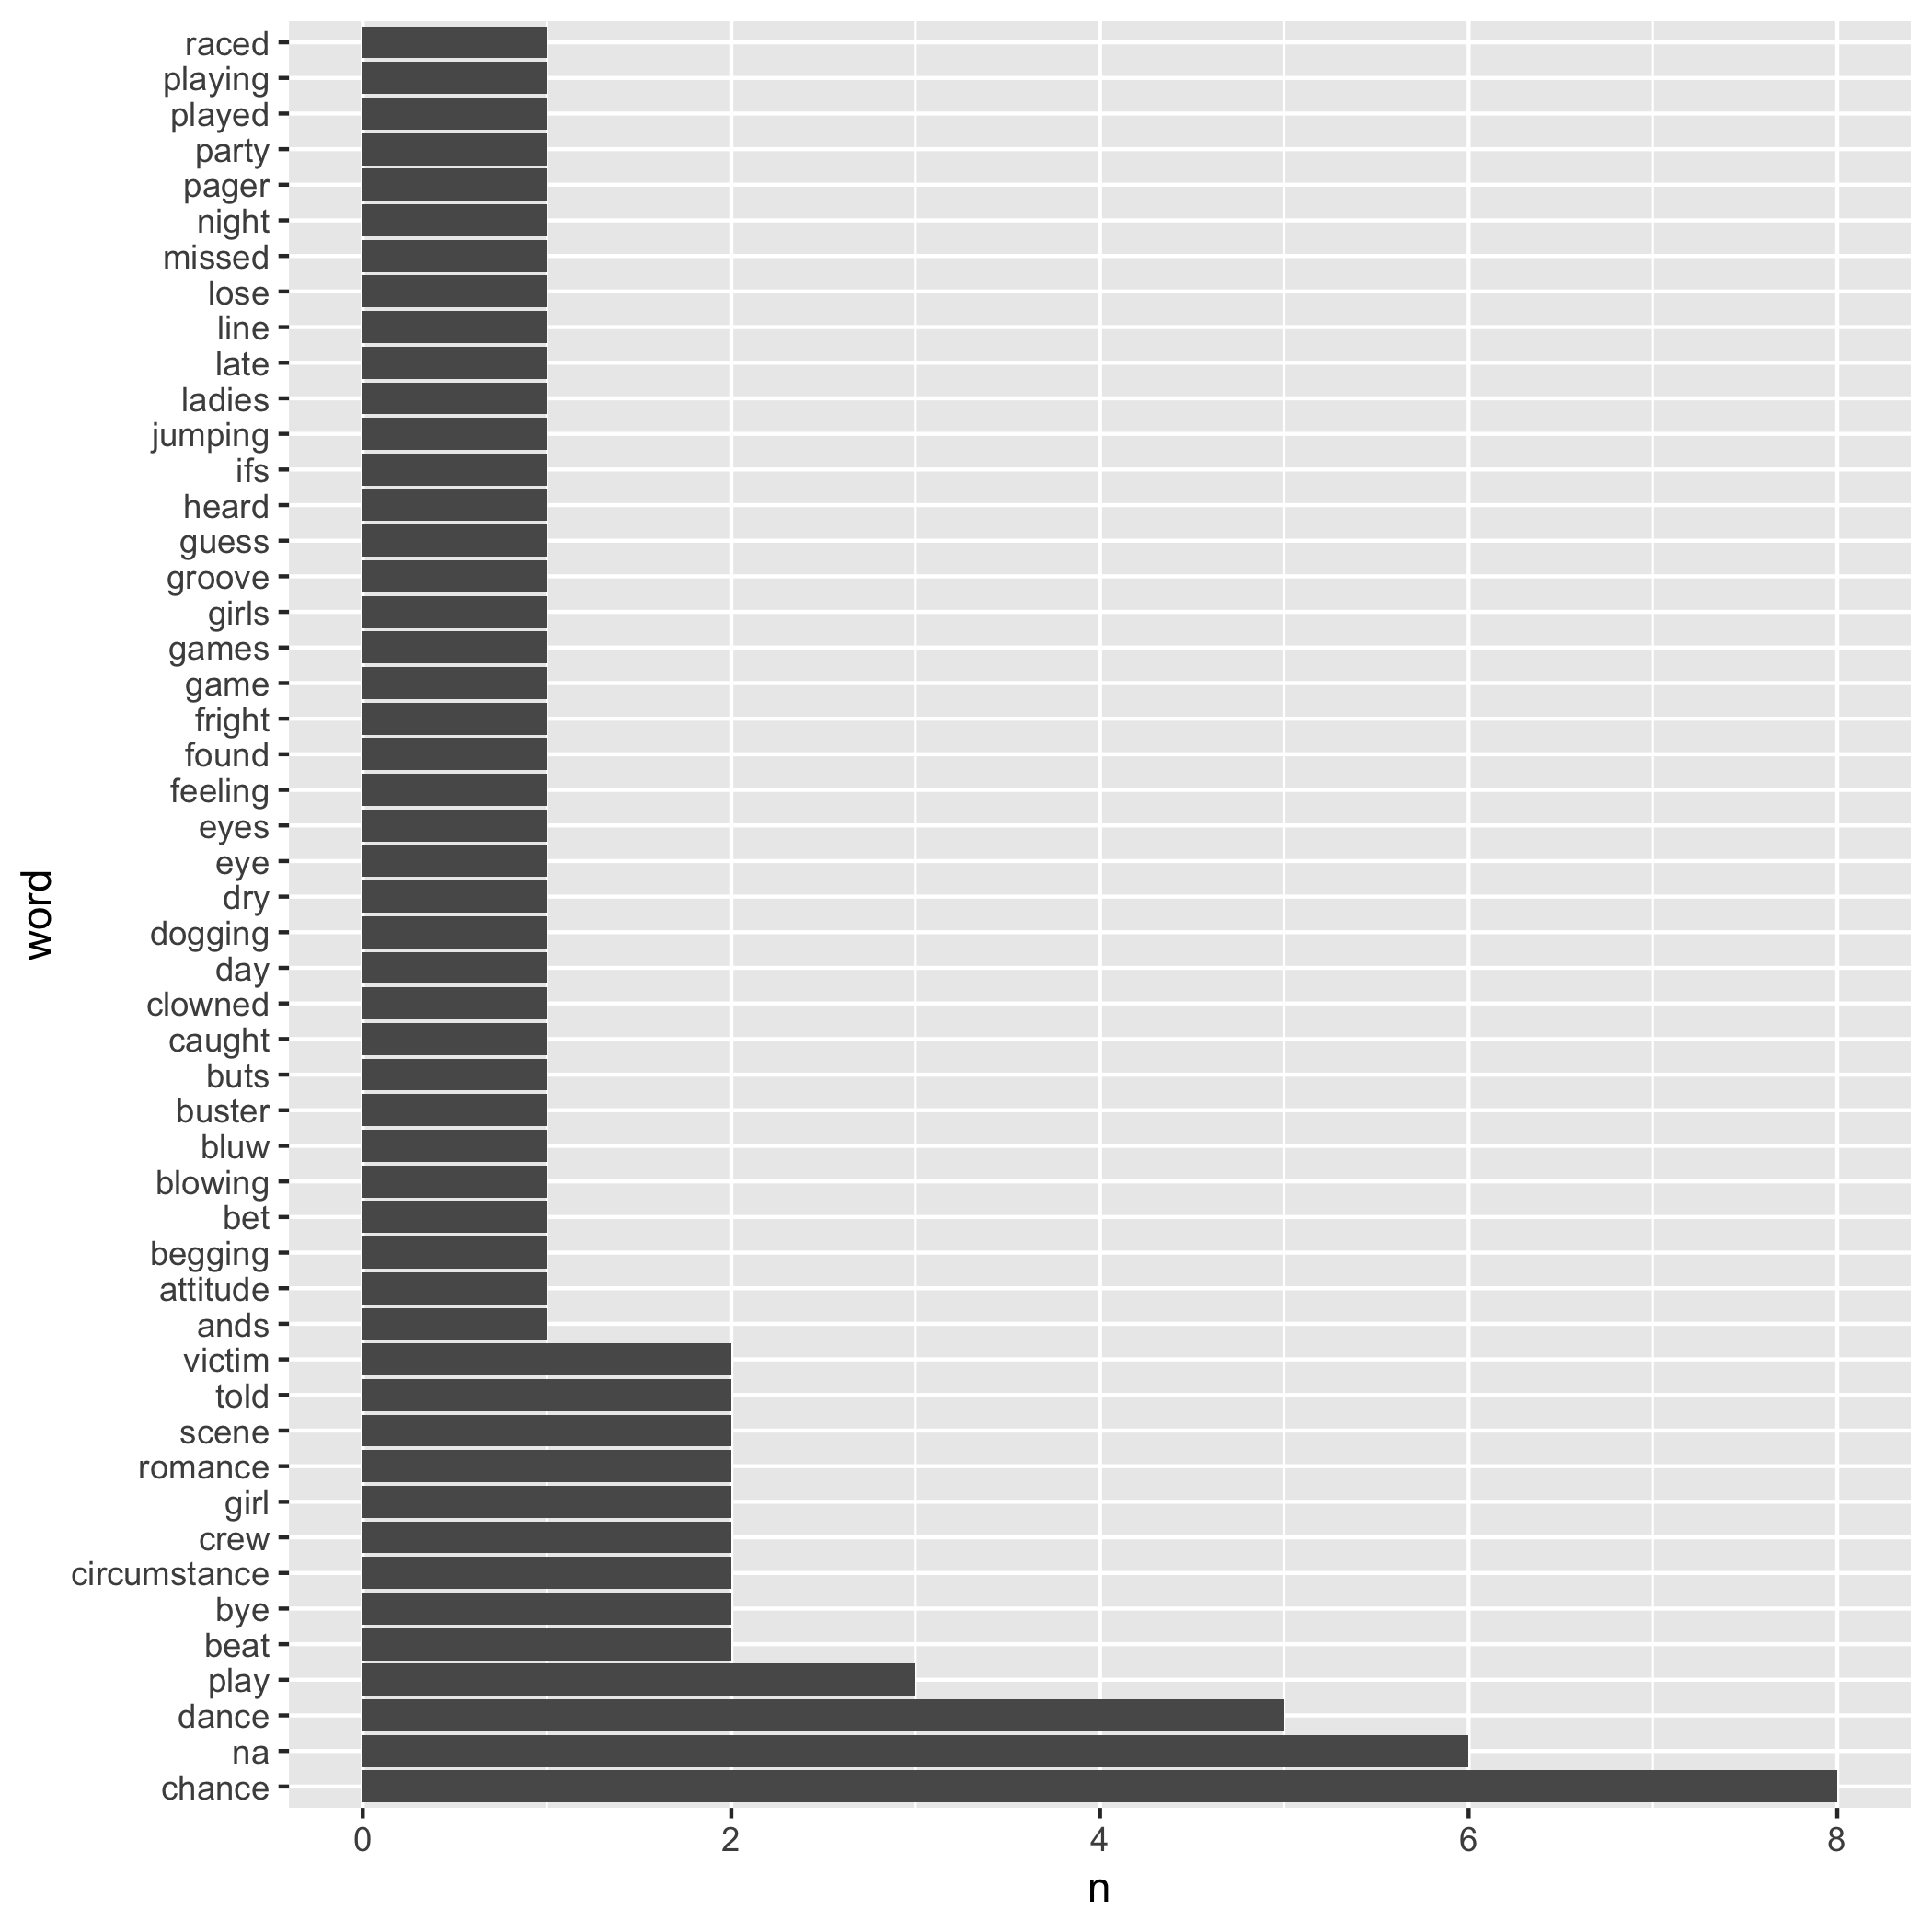 raced
playing
played
party
pager
night
missed
lose
line
late
ladies
jumping
ifs
heard
guess
groove
girls
games
game
fright
found
feeling
eyes
eye
dry
dogging
day
clowned
caught
buts
buster
bluw
blowing
bet
begging
attitude
ands
victim
told
scene
romance
girl
crew
circumstance
bye
beat
play
dance
na
chance
word
0 2 4 6 8
n